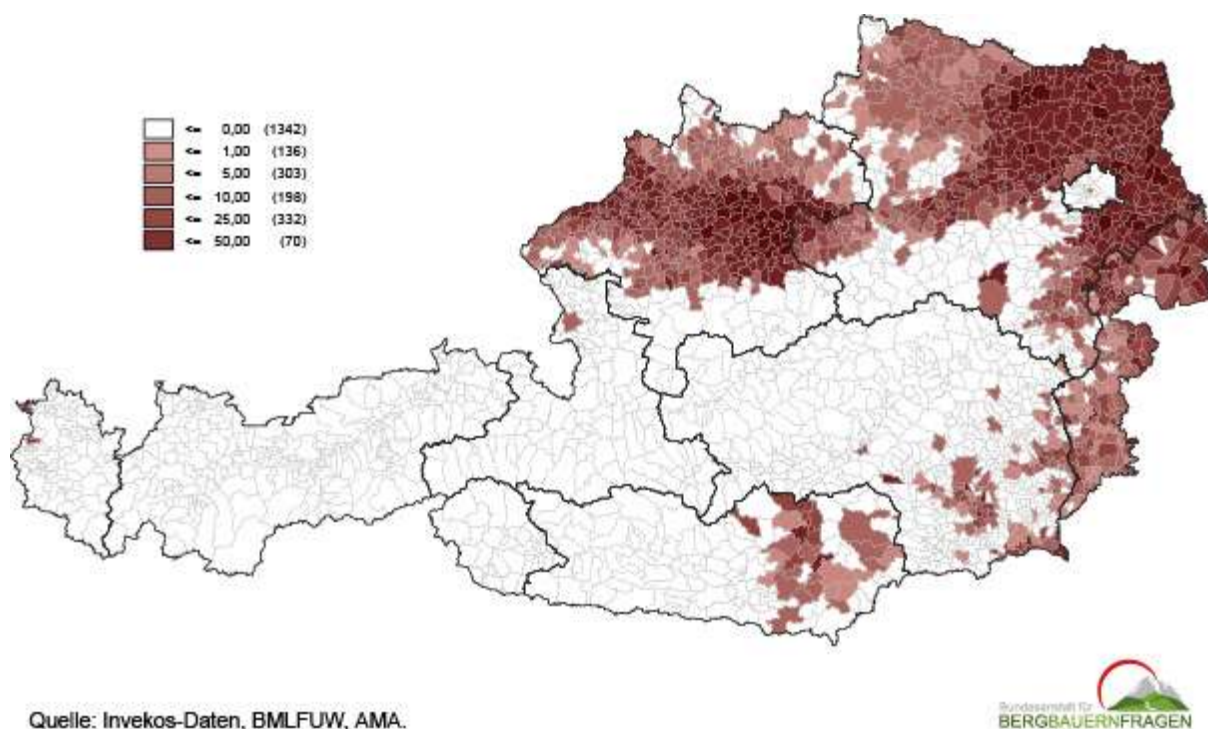 <= 0,00 (1342)
<= 1,00 (136)
<= 5,00 (303)
<= 10,00 (198)
<= 25,00 (332)
<= 50,00 (70)
Quelle: Invekos-Daten, BMLFUW, AMA.
Bundesanstalt für
BERGBAUERNFRAGEN